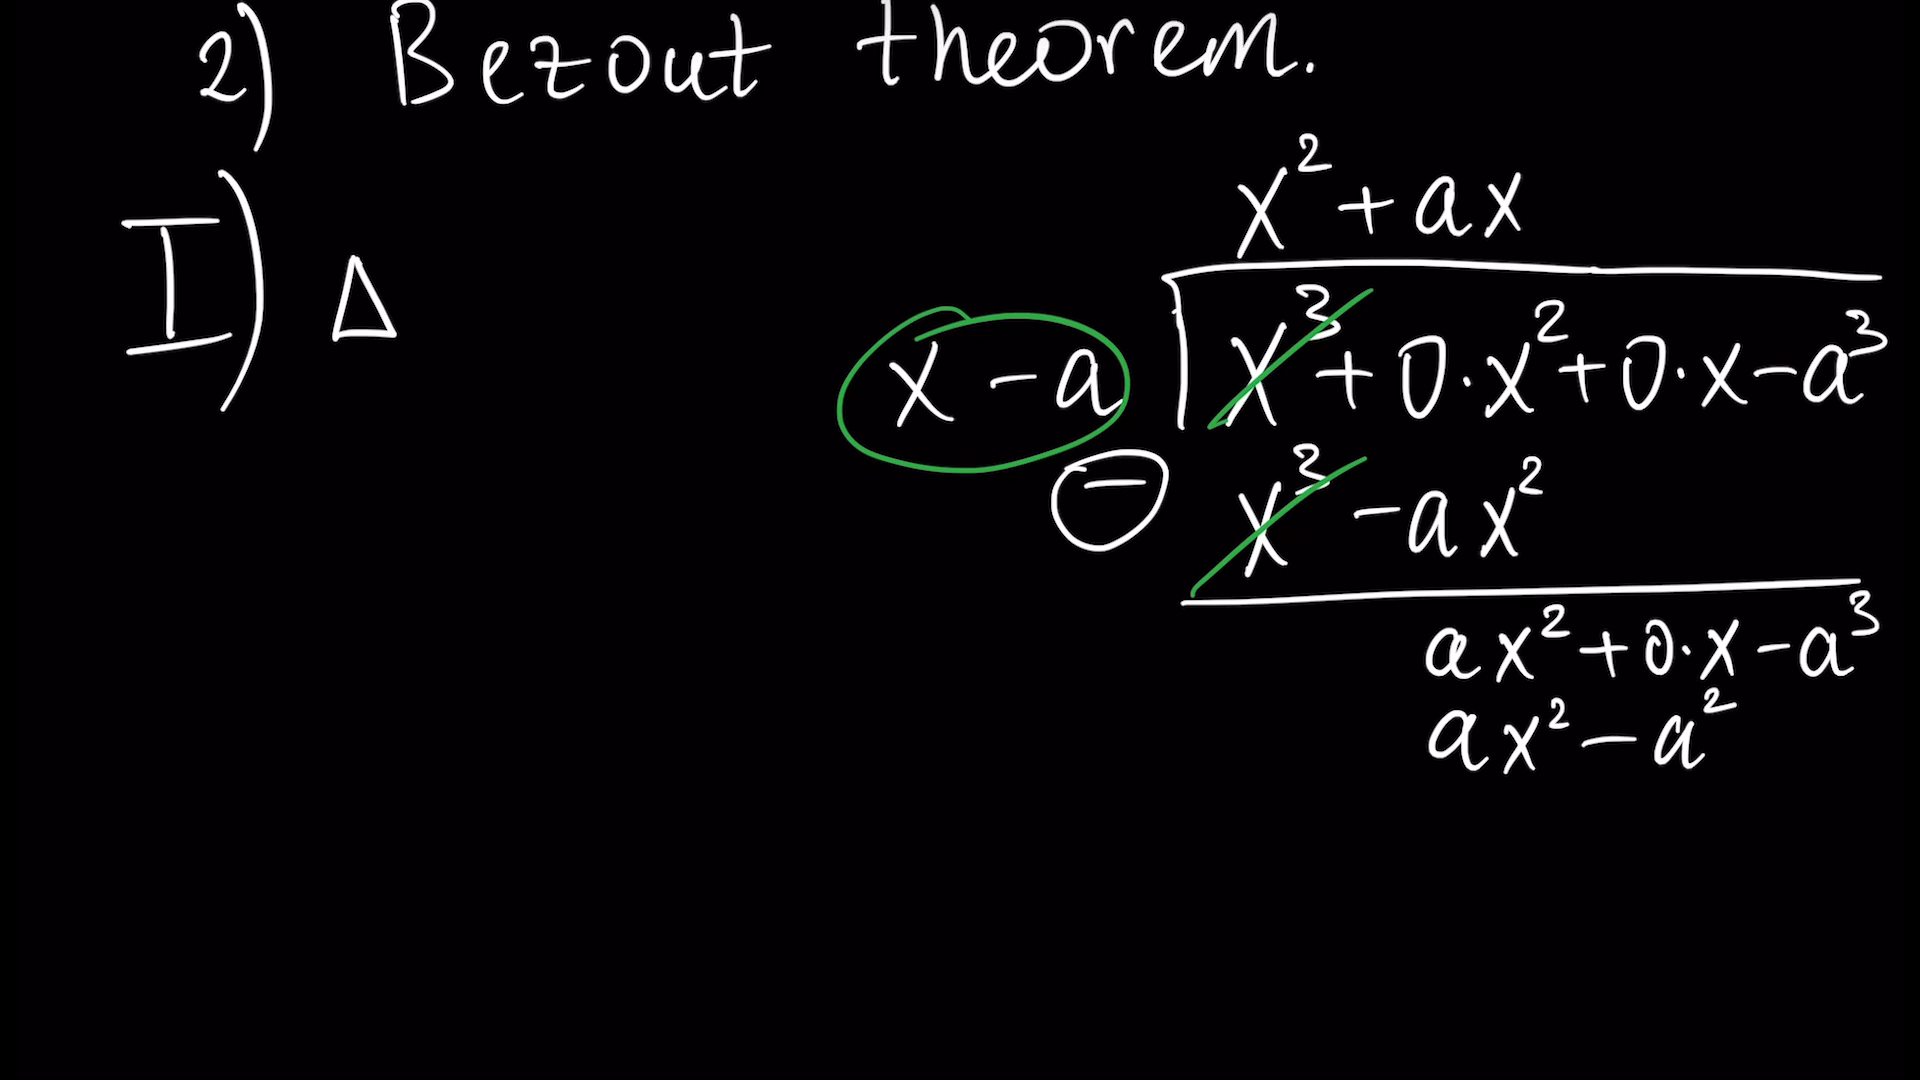 2) Bezout theorem.
I) Δ
x² + ax
x - a
x³ + 0·x² + 0·x - a³
−
x³ - ax²
ax² + 0·x - a³
ax² - a²